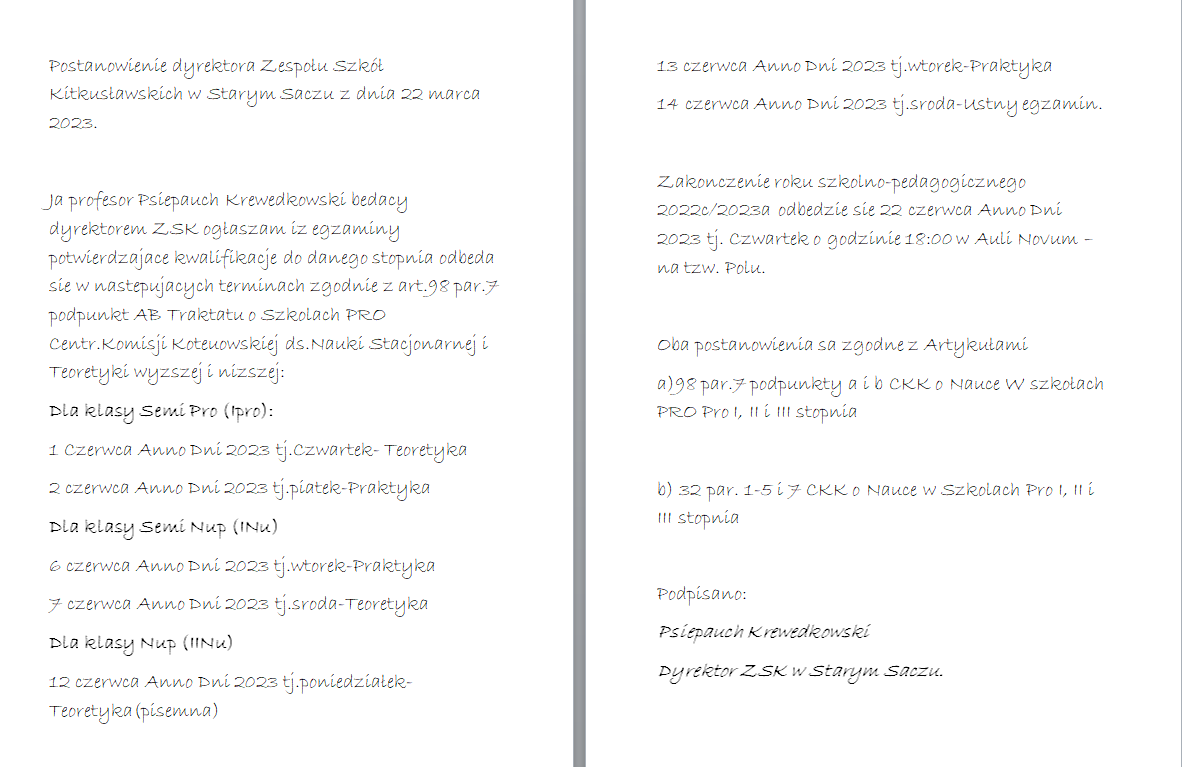 Postanowienie dyrektora Zespołu Szkół
Kitkusławskich w Starym Saczu z dnia 22 marca
2023.
Ja profesor Psiepauch Krewedkowski bedacy
dyrektorem ZSK ogłaszam iz egzaminy
potwierdzajace kwalifikacje do danego stopnia odbeda
sie w nastepujacych terminach zgodnie z art.98 par.7
podpunkt AB Traktatu o Szkolach PRO
Centr.Komisji Koteuowskiej ds.Nauki Stacjonarnej i
Teoretyki wyzszej i nizszej:
Dla klasy Semi Pro (Ipro):
1 Czerwca Anno Dni 2023 tj.Czwartek- Teoretyka
2 czerwca Anno Dni 2023 tj.piatek-Praktyka
Dla klasy Semi Nup (INu)
6 czerwca Anno Dni 2023 tj.wtorek-Praktyka
7 czerwca Anno Dni 2023 tj.sroda-Teoretyka
Dla klasy Nup (IINu)
12 czerwca Anno Dni 2023 tj.poniedziałek-
Teoretyka(pisemna)
13 czerwca Anno Dni 2023 tj.wtorek-Praktyka
14 czerwca Anno Dni 2023 tj.sroda-Ustny egzamin.
Zakonczenie roku szkolno-pedagogicznego
2022c/2023a odbedzie sie 22 czerwca Anno Dni
2023 tj. Czwartek o godzinie 18:00 w Auli Novum –
na tzw. Polu.
Oba postanowienia sa zgodne z Artykułami
a)98 par.7 podpunkty a i b CKK o Nauce W szkołach
PRO Pro I, II i III stopnia
b) 32 par. 1-5 i 7 CKK o Nauce w Szkołach Pro I, II i
III stopnia
Podpisano:
Psiepauch Krewedkowski
Dyrektor ZSK w Starym Saczu.